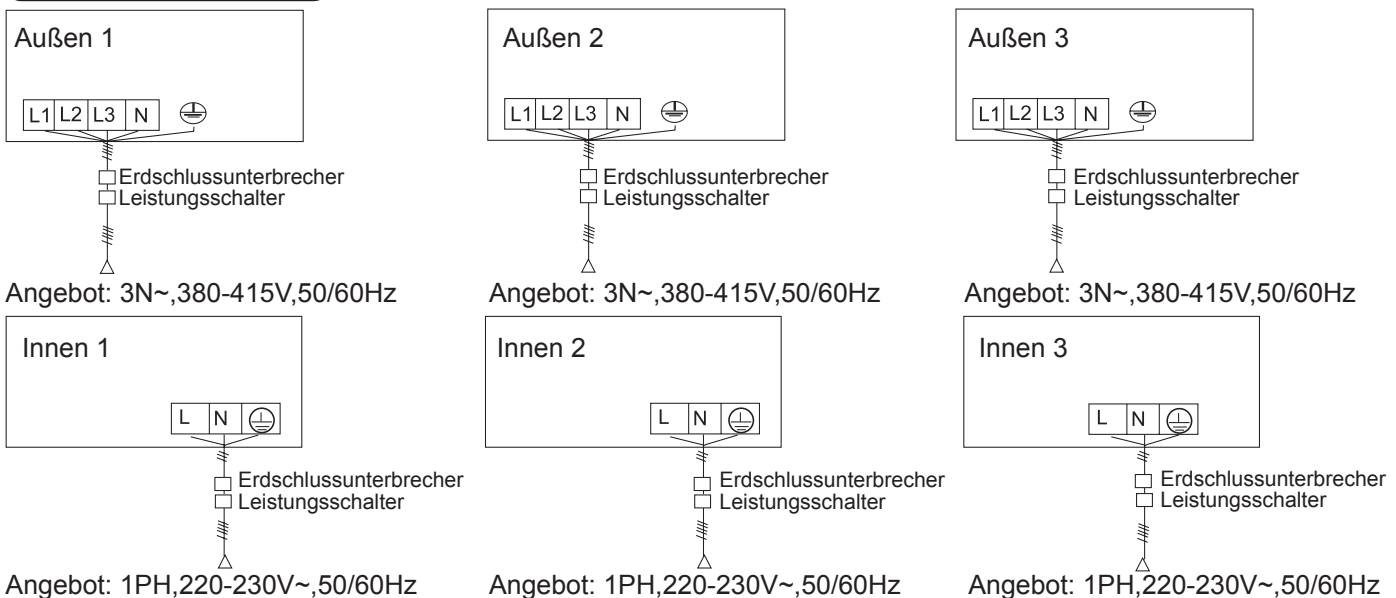 Außen 1
Außen 2
Außen 3
L1 L2 L3 N
L1 L2 L3 N
L1 L2 L3 N
Erdschlussunterbrecher
Leistungsschalter
Erdschlussunterbrecher
Leistungsschalter
Erdschlussunterbrecher
Leistungsschalter
Angebot: 3N~,380-415V,50/60Hz
Angebot: 3N~,380-415V,50/60Hz
Angebot: 3N~,380-415V,50/60Hz
Innen 1
Innen 2
Innen 3
L N
L N
L N
Erdschlussunterbrecher
Leistungsschalter
Erdschlussunterbrecher
Leistungsschalter
Erdschlussunterbrecher
Leistungsschalter
Angebot: 1PH,220-230V~,50/60Hz
Angebot: 1PH,220-230V~,50/60Hz
Angebot: 1PH,220-230V~,50/60Hz